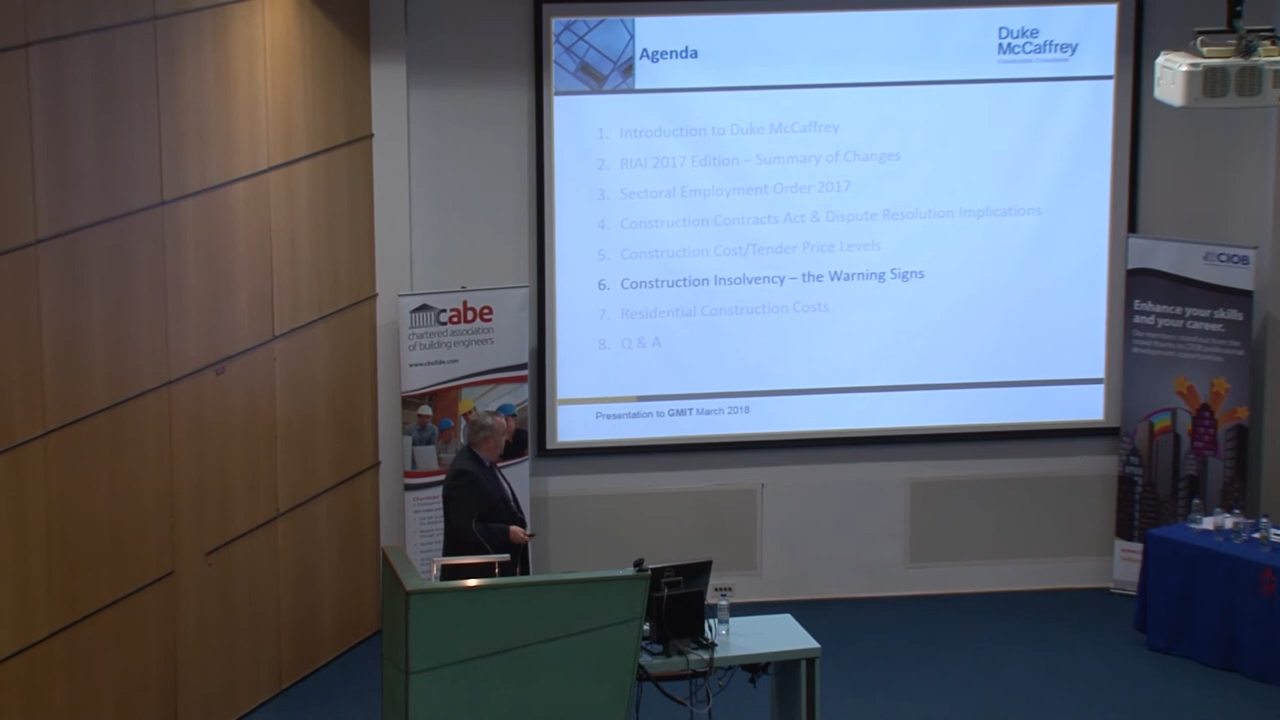 Agenda
Duke
McCaffrey
1. Introduction to Duke McCaffrey
2. RIAI 2017 Edition – Summary of Changes
3. Sectoral Employment Order 2017
4. Construction Contracts Act & Dispute Resolution Implications
5. Construction Cost/Tender Price Levels
6. Construction Insolvency – the Warning Signs
7. Residential Construction Costs
8. Q & A
Presentation to GMIT March 2018
cabe
chartered association
of building engineers
CIOB
Enhance your skills
and your career.